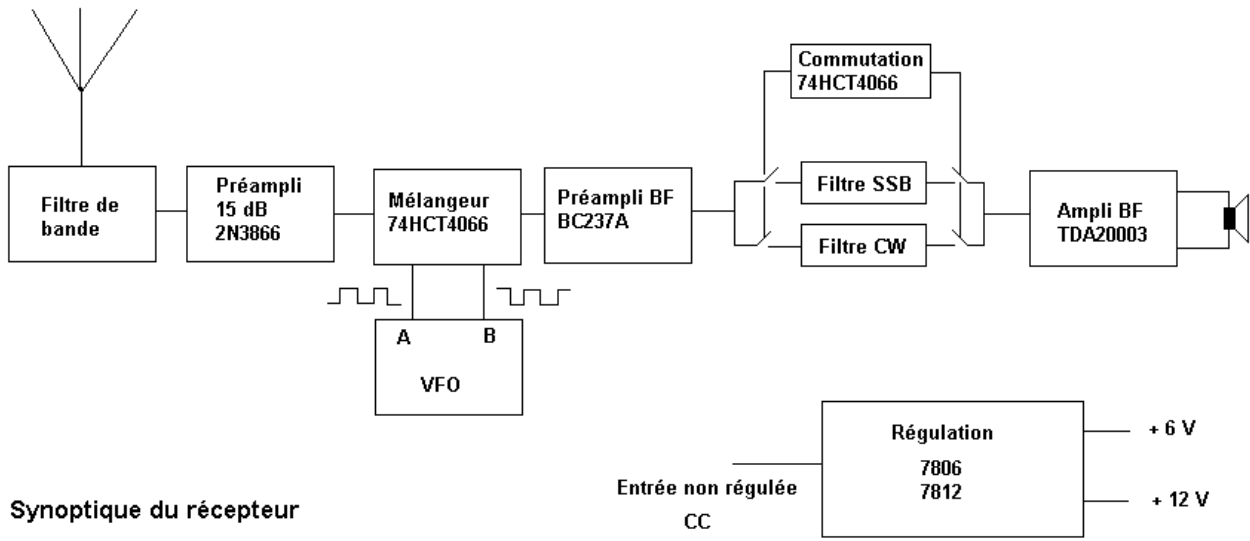 Commutation
74HCT4066
Filtre de
bande
Préampli
15 dB
2N3866
Mélangeur
74HCT4066
Préampli BF
BC237A
Filtre SSB
Filtre CW
Ampli BF
TDA20003
A
B
VFO
Régulation
7806
7812
+ 6 V
+ 12 V
Entrée non régulée
CC
Synoptique du récepteur